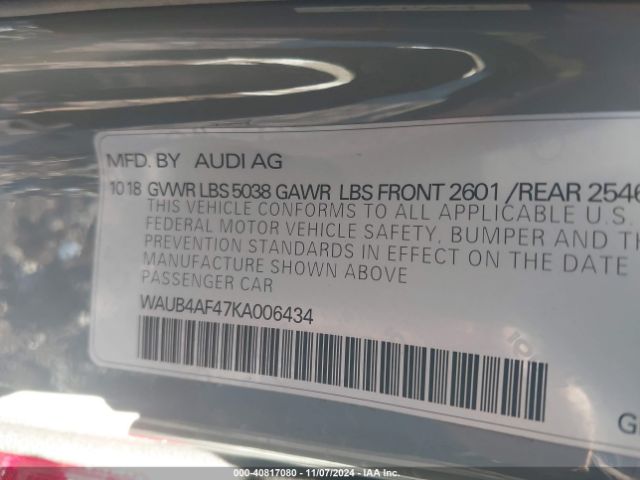 MFD. BY AUDI AG
10 18 GVWR LBS 5038 GAWR LBS FRONT 2601 /REAR 2546
THIS VEHICLE CONFORMS TO ALL APPLICABLE U.S.
FEDERAL MOTOR VEHICLE SAFETY, BUMPER AND
PREVENTION STANDARDS IN EFFECT ON THE DATE
MANUFACTURE SHOWN ABOVE
PASSENGER CAR
WAUB4AF47KA006434
000-40817080 - 11/07/2024 - IAA Inc.